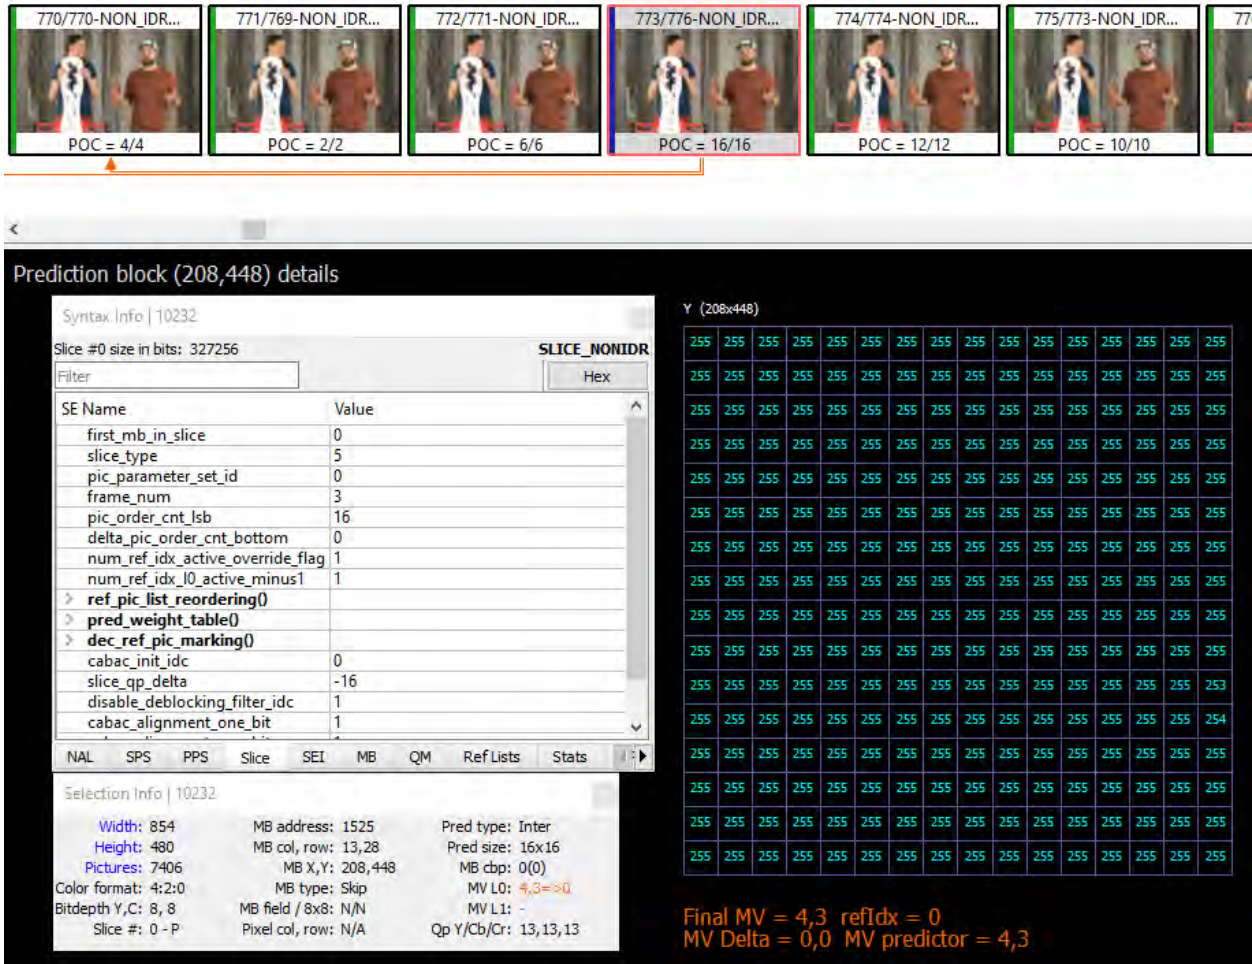 770/770-NON_IDR... 771/769-NON_IDR... 772/771-NON_IDR... 773/776-NON_IDR... 774/774-NON_IDR... 775/773-NON_IDR... 77
POC = 4/4 POC = 2/2 POC = 6/6 POC = 16/16 POC = 12/12 POC = 10/10
Prediction block (208,448) details
Syntax Info | 10232
Slice #0 size in bits: 327256 SLICE_NONIDR
Filter Hex
SE Name Value
first_mb_in_slice 0
slice_type 5
pic_parameter_set_id 0
frame_num 3
pic_order_cnt_lsb 16
delta_pic_order_cnt_bottom 0
num_ref_idx_active_override_flag 1
num_ref_idx_l0_active_minus1 1
ref_pic_list_reordering()
pred_weight_table()
dec_ref_pic_marking()
cabac_init_idc 0
slice_qp_delta -16
disable_deblocking_filter_idc 1
cabac_alignment_one_bit 1
NAL SPS PPS Slice SEI MB QM Ref Lists Stats
Selection Info | 10232
Width: 854 MB address: 1525 Pred type: Inter
Height: 480 MB col, row: 13,28 Pred size: 16x16
Pictures: 7406 MB X,Y: 208,448 MB cbp: 0(0)
Color format: 4:2:0 MB type: Skip MV L0: 4,3=>0
Bitdepth Y,C: 8, 8 MB field / 8x8: N/N MV L1: -
Slice #: 0 - P Pixel col, row: N/A Qp Y/Cb/Cr: 13,13,13
Y (208x448)
255 255 255 255 255 255 255 255 255 255 255 255 255 255 255 255
255 255 255 255 255 255 255 255 255 255 255 255 255 255 255 255
255 255 255 255 255 255 255 255 255 255 255 255 255 255 255 255
255 255 255 255 255 255 255 255 255 255 255 255 255 255 255 255
255 255 255 255 255 255 255 255 255 255 255 255 255 255 255 255
255 255 255 255 255 255 255 255 255 255 255 255 255 255 255 255
255 255 255 255 255 255 255 255 255 255 255 255 255 255 255 255
255 255 255 255 255 255 255 255 255 255 255 255 255 255 255 255
255 255 255 255 255 255 255 255 255 255 255 255 255 255 255 255
255 255 255 255 255 255 255 255 255 255 255 255 255 255 255 255
255 255 255 255 255 255 255 255 255 255 255 255 255 255 255 253
255 255 255 255 255 255 255 255 255 255 255 255 255 255 255 254
255 255 255 255 255 255 255 255 255 255 255 255 255 255 255 255
255 255 255 255 255 255 255 255 255 255 255 255 255 255 255 255
255 255 255 255 255 255 255 255 255 255 255 255 255 255 255 255
255 255 255 255 255 255 255 255 255 255 255 255 255 255 255 255
Final MV = 4,3 refIdx = 0
MV Delta = 0,0 MV predictor = 4,3